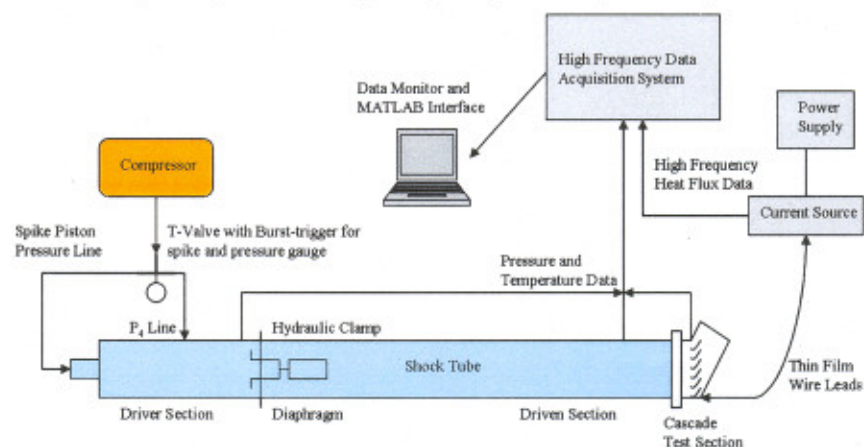 High Frequency Data
Acquisition System
Data Monitor and
MATLAB Interface
Power
Supply
Compressor
High Frequency
Heat Flux Data
Current Source
Spike Piston
Pressure Line
T-Valve with Burst-trigger for
spike and pressure gauge
Pressure and
Temperature Data
P₄ Line
Hydraulic Clamp
Shock Tube
Thin Film
Wire Leads
Driver Section
Diaphragm
Driven Section
Cascade
Test Section